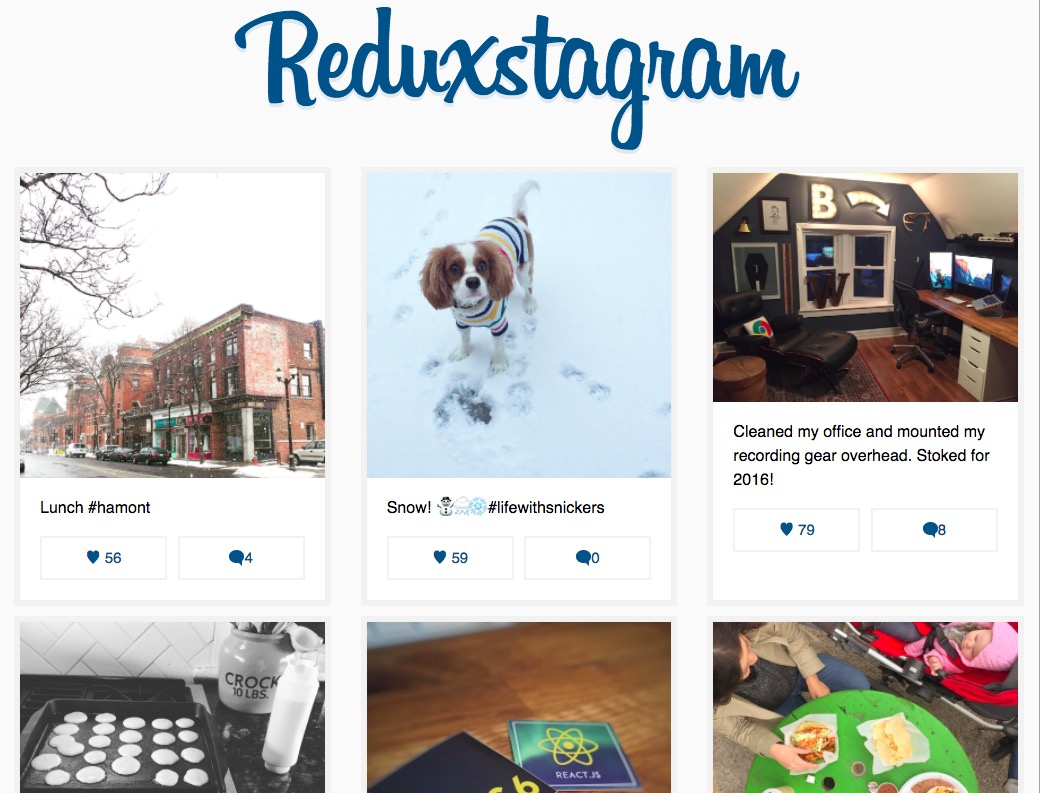 Reduxstagram
B
W
Lunch #hamont
56
4
Snow! ⛄🌨❄#lifewithsnickers
59
0
Cleaned my office and mounted my
recording gear overhead. Stoked for
2016!
79
8
CROCK
10 LBS.
REACT.JS